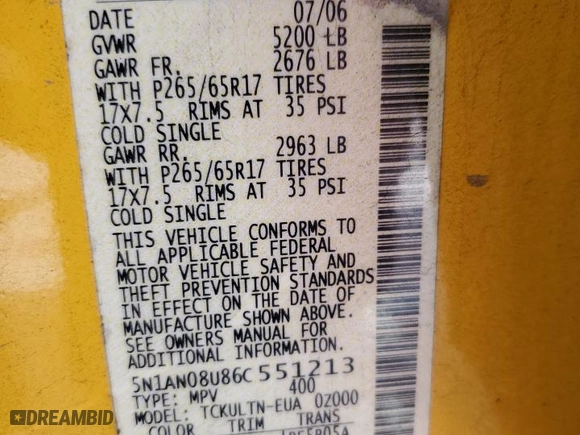 DATE 07/06
GVWR 5200 LB
GAWR FR. 2676 LB
WITH P265/65R17 TIRES
17X7.5 RIMS AT 35 PSI
COLD SINGLE
GAWR RR. 2963 LB
WITH P265/65R17 TIRES
17X7.5 RIMS AT 35 PSI
COLD SINGLE
THIS VEHICLE CONFORMS TO
ALL APPLICABLE FEDERAL
MOTOR VEHICLE SAFETY AND
THEFT PREVENTION STANDARDS
IN EFFECT ON THE DATE OF
MANUFACTURE SHOWN ABOVE.
SEE OWNERS MANUAL FOR
ADDITIONAL INFORMATION
5N1AN08U86C551213
TYPE: MPV 400
MODEL: TCKULTN-EUA 02000
COLOR TRIM TRANS
DREAMBID